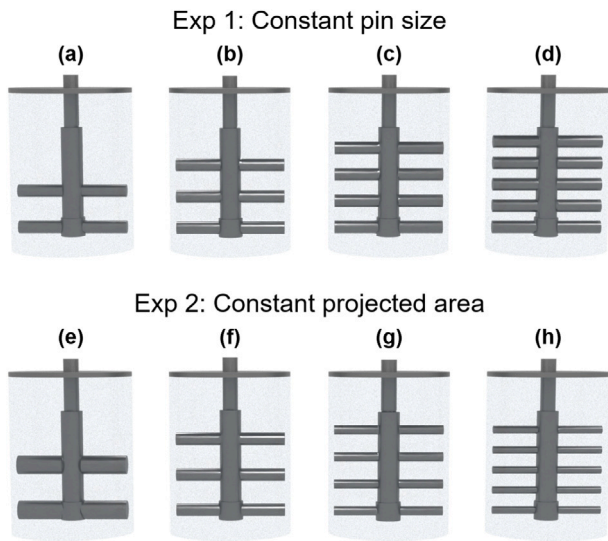 Exp 1: Constant pin size
(a) (b) (c) (d)
Exp 2: Constant projected area
(e) (f) (g) (h)